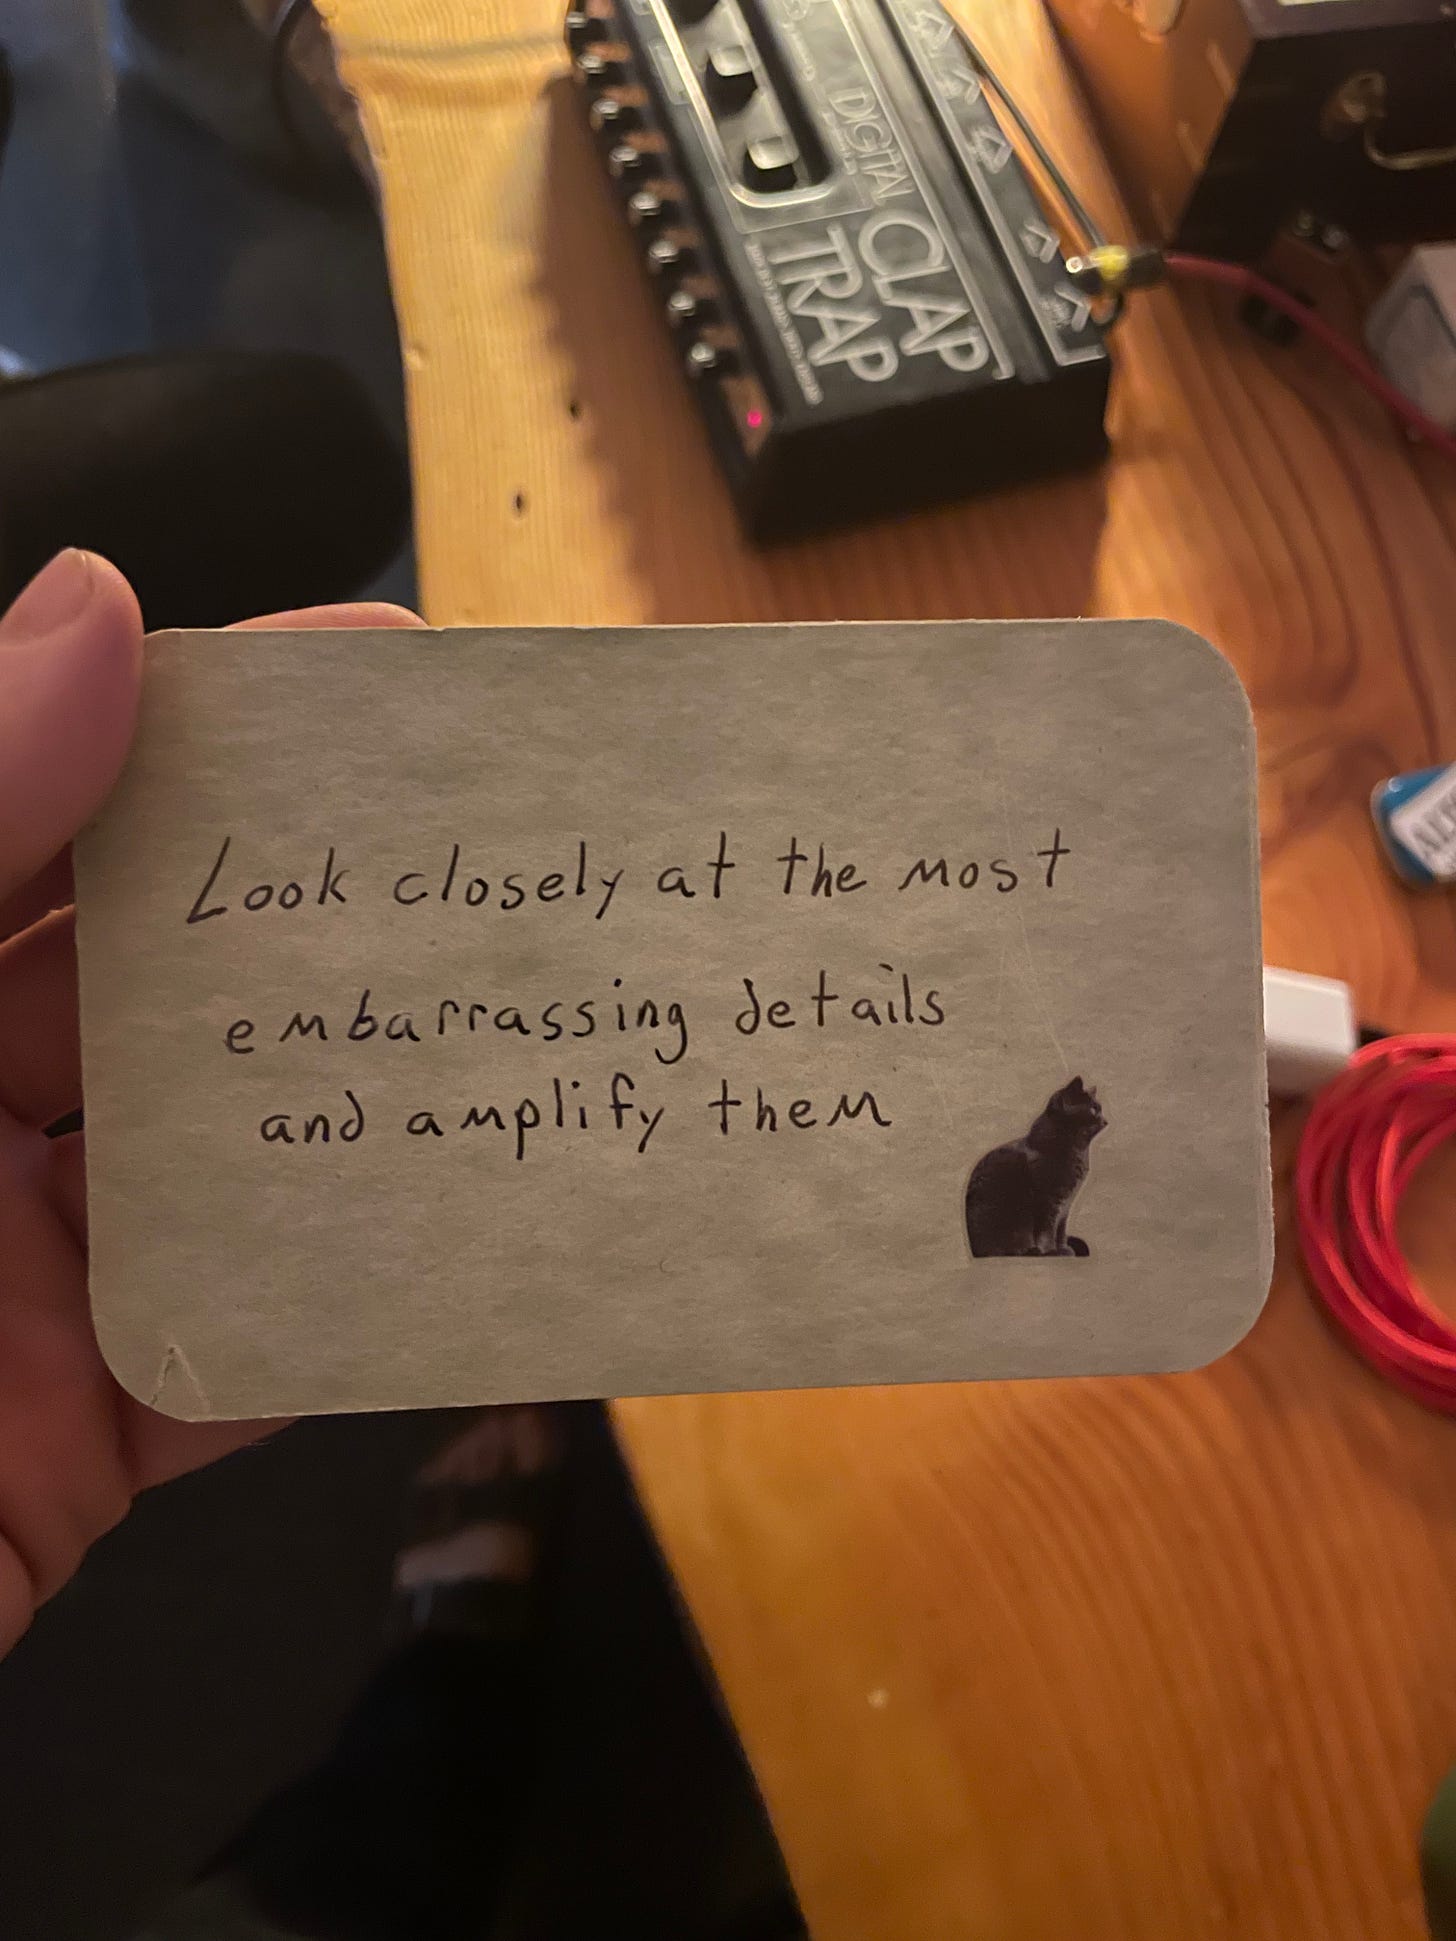 DIGITAL
CLAP
TRAP
Look closely at the most
embarrassing details
and amplify them